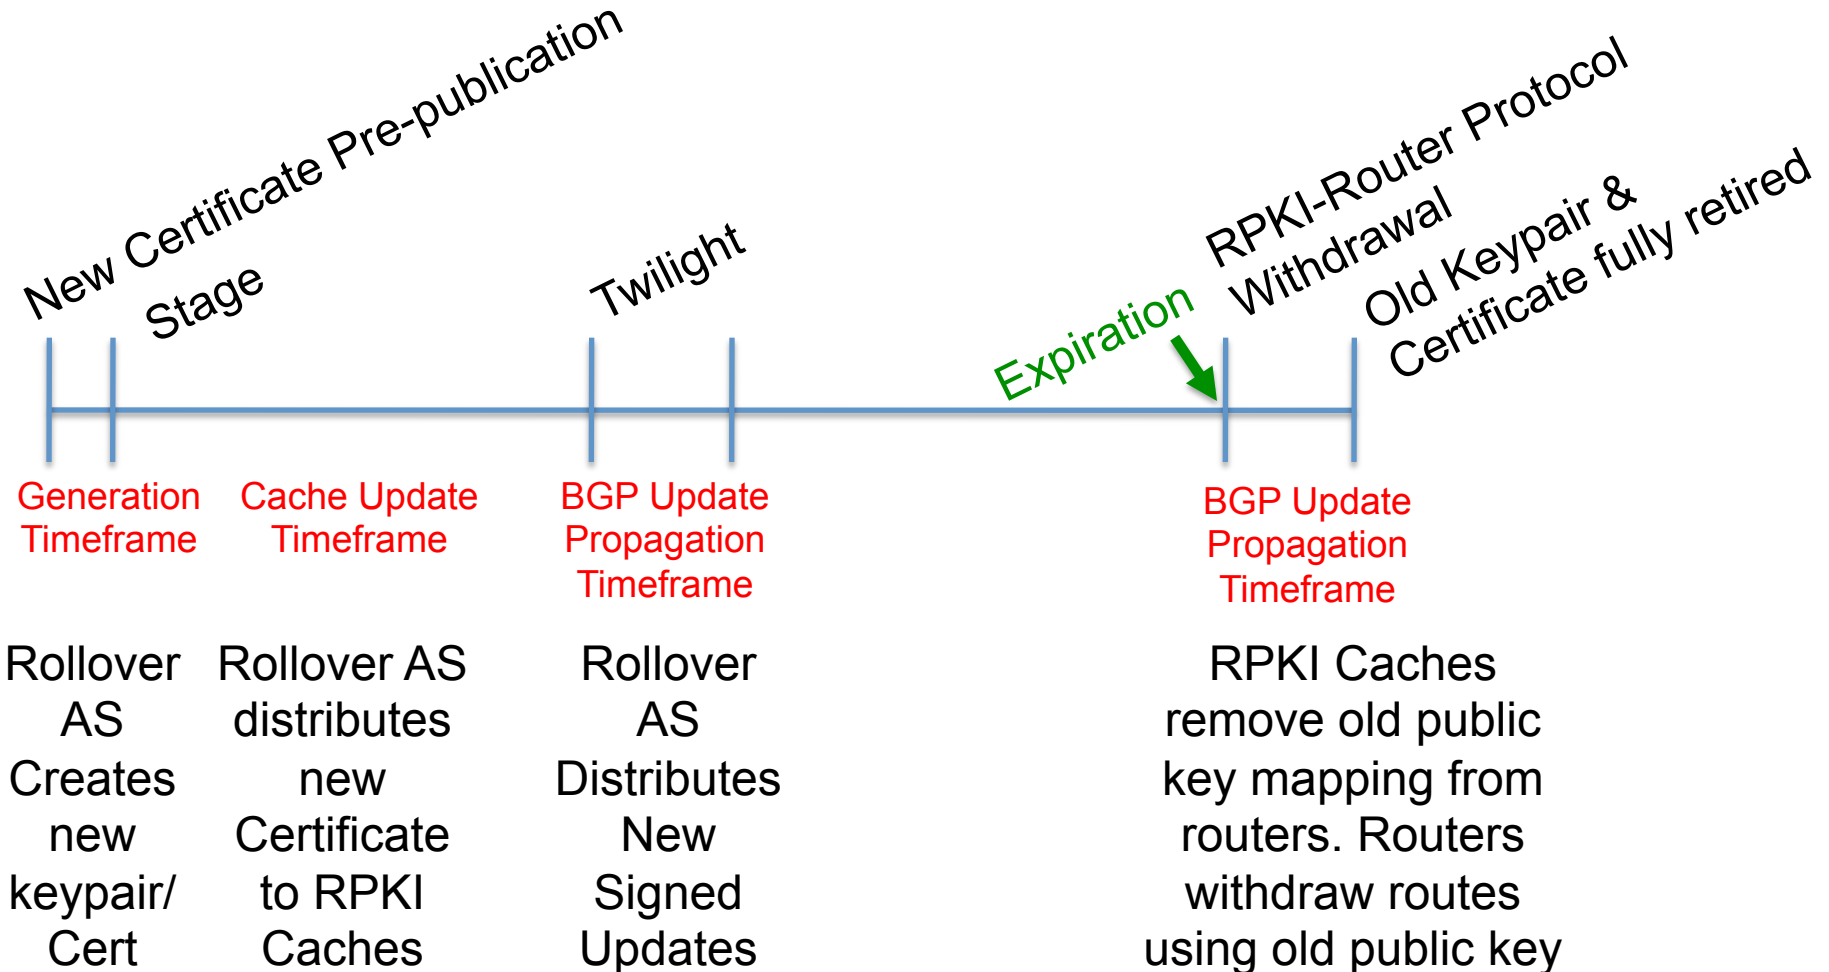 New Certificate Pre-publication
Stage
Twilight
Expiration
RPKI-Router Protocol
Withdrawal
Old Keypair &
Certificate fully retired
Generation
Timeframe
Cache Update
Timeframe
BGP Update
Propagation
Timeframe
BGP Update
Propagation
Timeframe
Rollover
AS
Creates
new
keypair/
Cert
Rollover AS
distributes
new
Certificate
to RPKI
Caches
Rollover
AS
Distributes
New
Signed
Updates
RPKI Caches
remove old public
key mapping from
routers. Routers
withdraw routes
using old public key